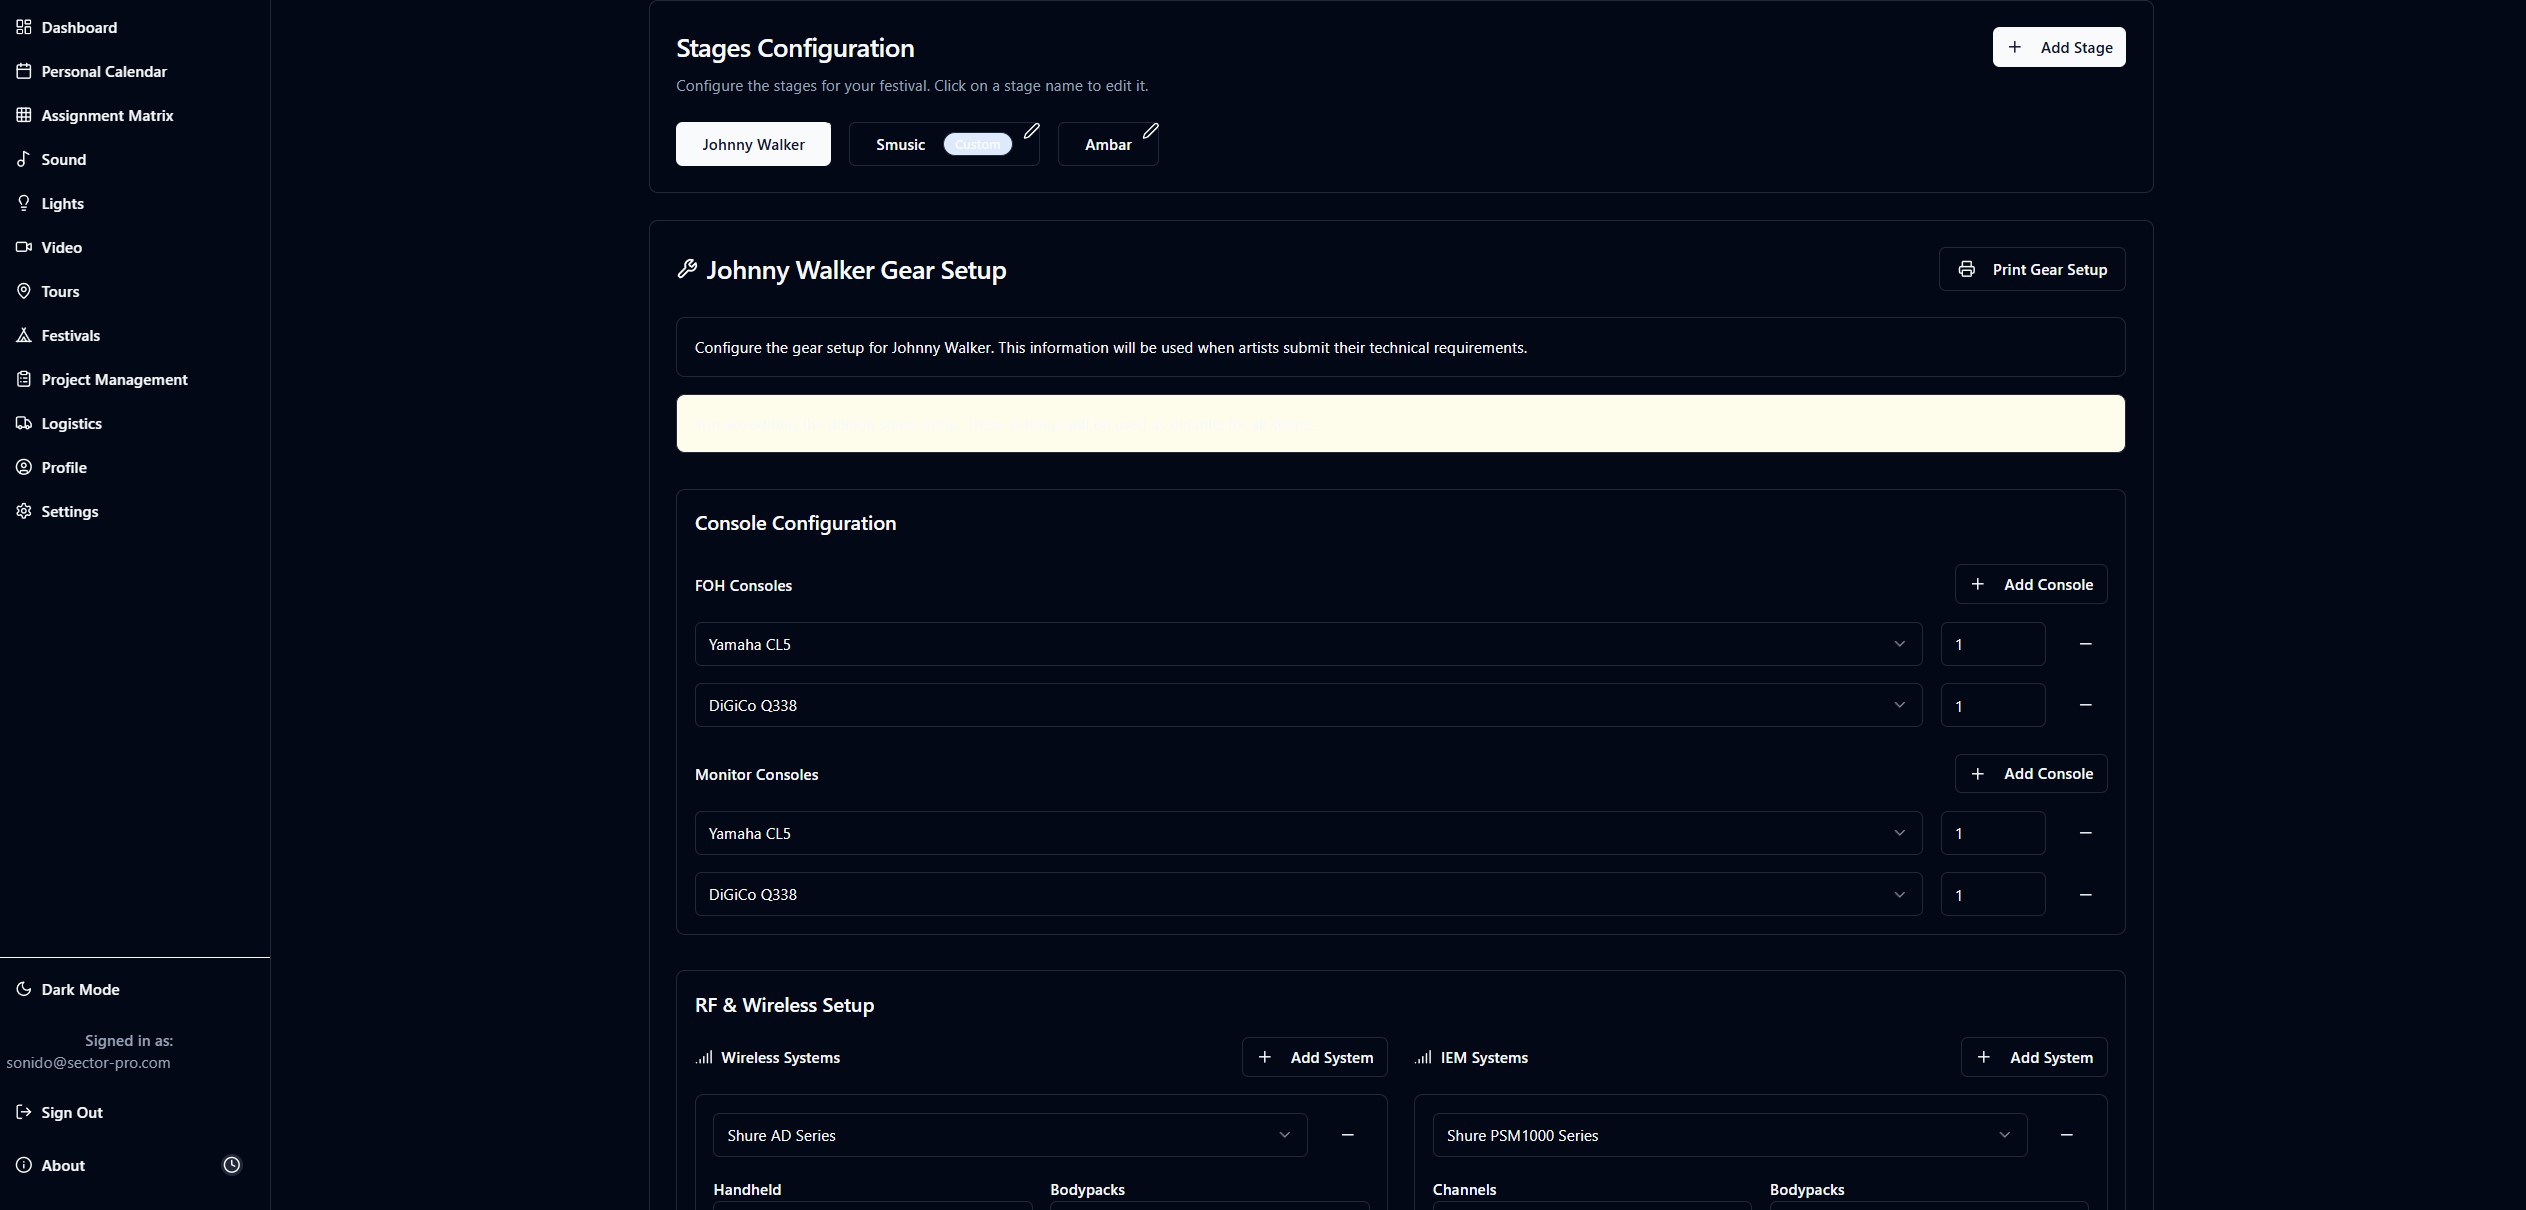 Dashboard
Personal Calendar
Assignment Matrix
Sound
Lights
Video
Tours
Festivals
Project Management
Logistics
Profile
Settings
Dark Mode
Signed in as:
sonido@sector-pro.com
Sign Out
About
Stages Configuration
Add Stage
Configure the stages for your festival. Click on a stage name to edit it.
Johnny Walker
Smusic Custom
Ambar
Johnny Walker Gear Setup
Print Gear Setup
Configure the gear setup for Johnny Walker. This information will be used when artists submit their technical requirements.
Console Configuration
FOH Consoles
Add Console
Yamaha CL5
1
DiGiCo Q338
1
Monitor Consoles
Add Console
Yamaha CL5
1
DiGiCo Q338
1
RF & Wireless Setup
Wireless Systems
Add System
Shure AD Series
Handheld
Bodypacks
IEM Systems
Add System
Shure PSM1000 Series
Channels
Bodypacks